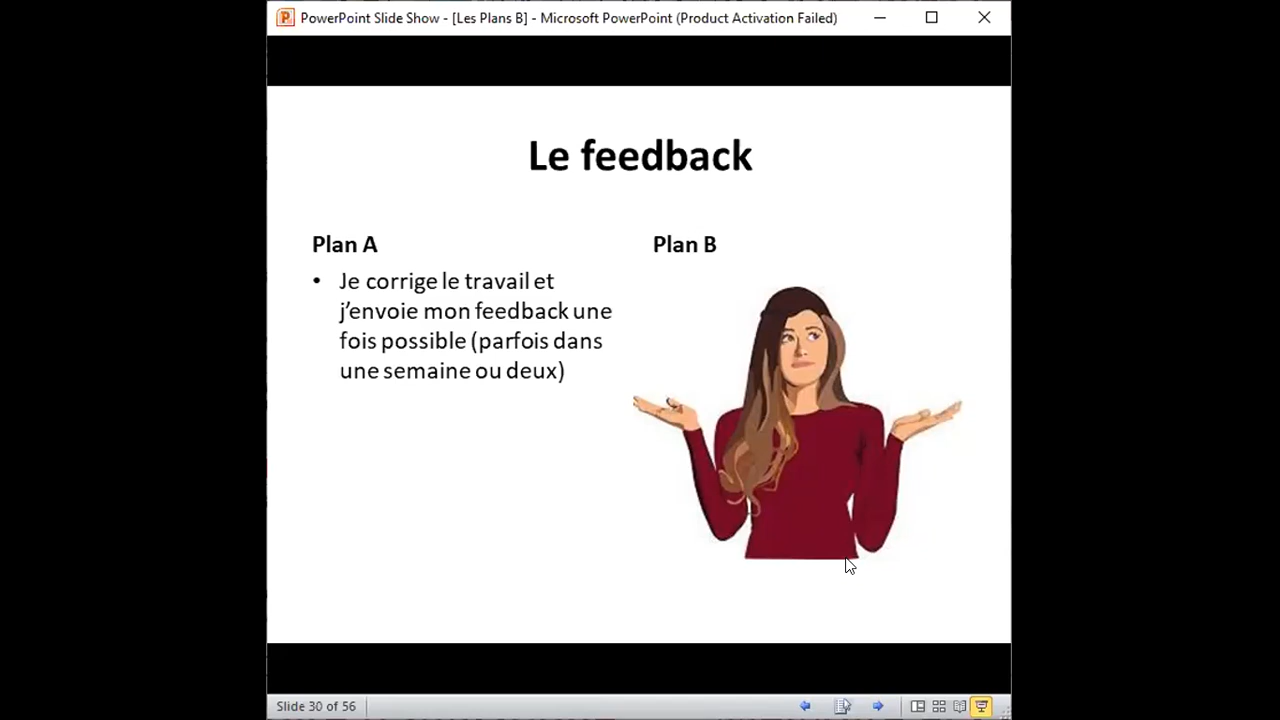 PowerPoint Slide Show - [Les Plans B] - Microsoft PowerPoint (Product Activation Failed)
Le feedback
Plan A
• Je corrige le travail et
j'envoie mon feedback une
fois possible (parfois dans
une semaine ou deux)
Plan B
Slide 30 of 56